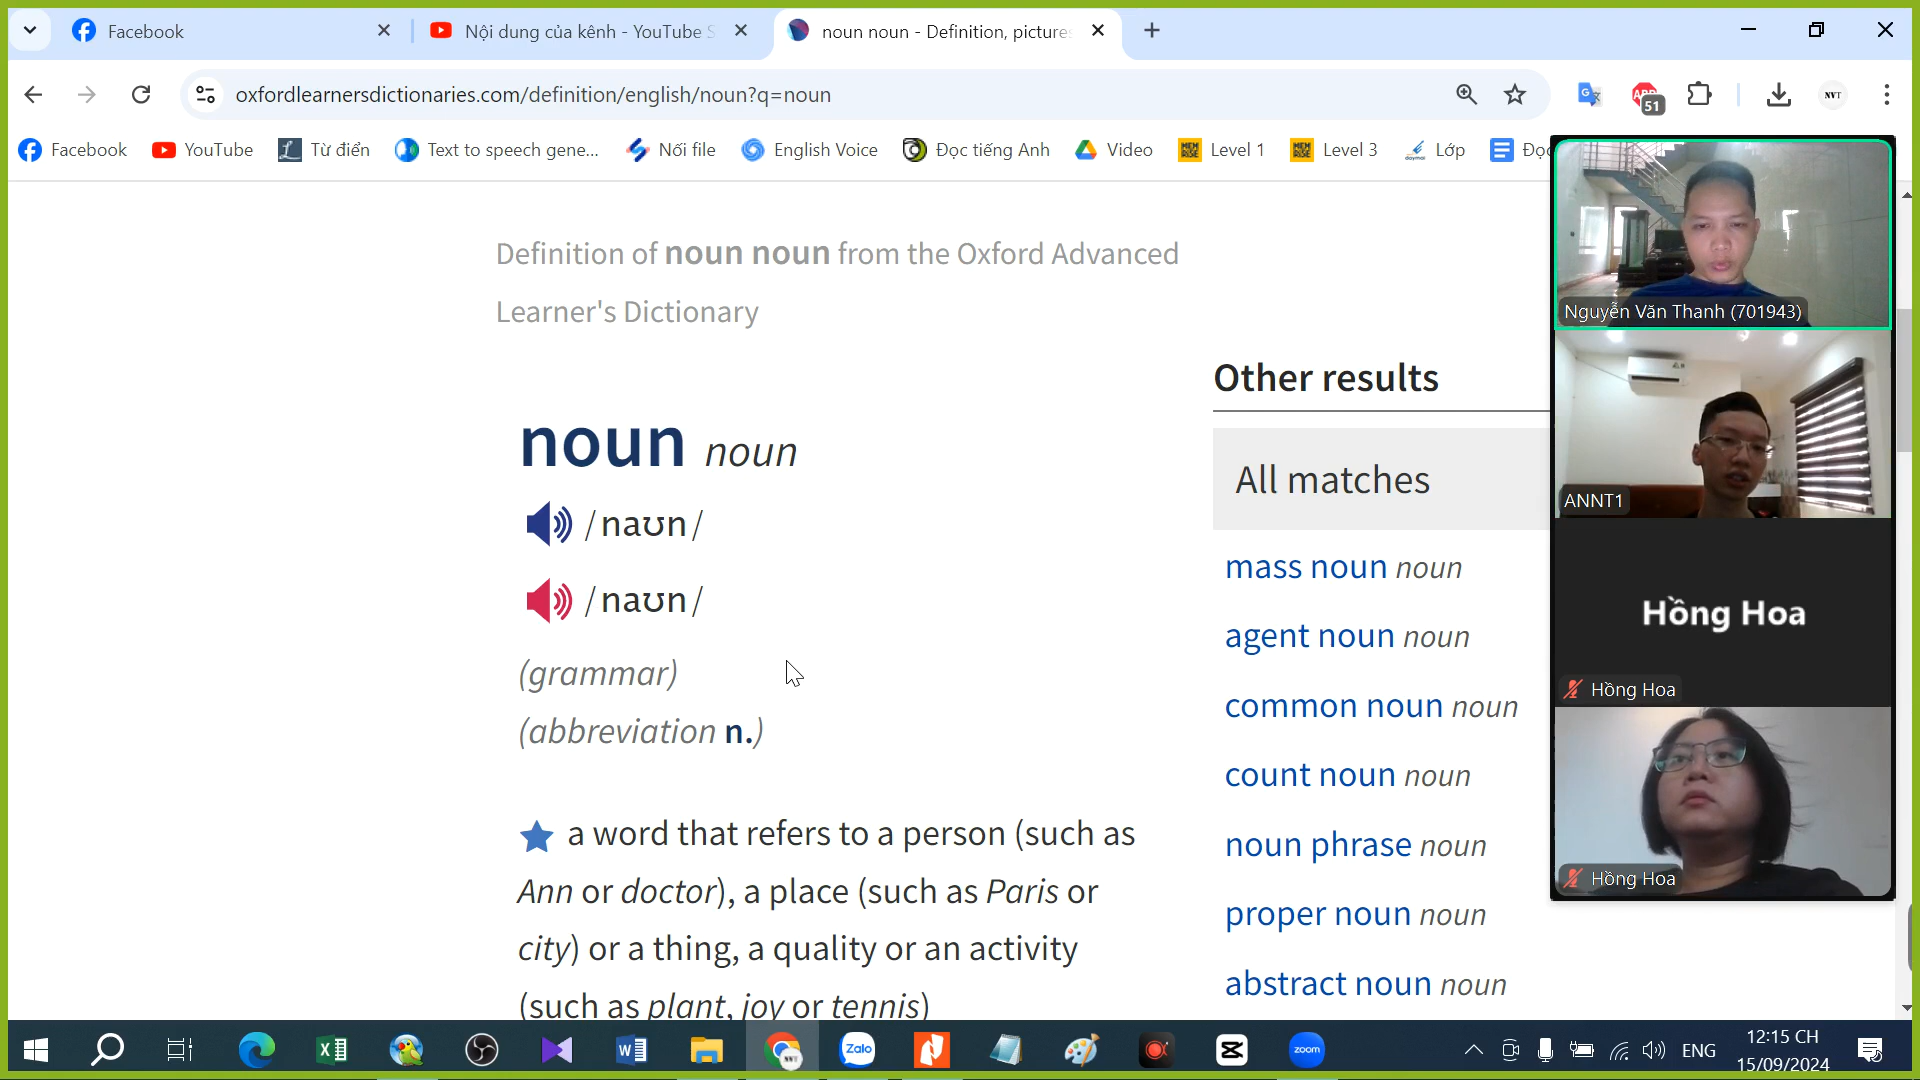 Facebook
Nội dung của kênh - YouTube S
noun noun - Definition, pictures
oxfordlearnersdictionaries.com/definition/english/noun?q=noun
51
NVT
Facebook
YouTube
Từ điển
Text to speech gene...
Nối file
English Voice
Đọc tiếng Anh
Video
Level 1
Level 3
Lớp
Definition of noun noun from the Oxford Advanced
Learner's Dictionary
noun noun
/naʊn/
/naʊn/
(grammar)
(abbreviation n.)
a word that refers to a person (such as
Ann or doctor), a place (such as Paris or
city) or a thing, a quality or an activity
(such as plant, joy or tennis)
Other results
All matches
mass noun noun
agent noun noun
common noun noun
count noun noun
noun phrase noun
proper noun noun
abstract noun noun
Nguyễn Văn Thanh (701943)
ANNT1
Hồng Hoa
Hồng Hoa
Hồng Hoa
Zalo
zoom
ENG
12:15 CH
15/09/2024